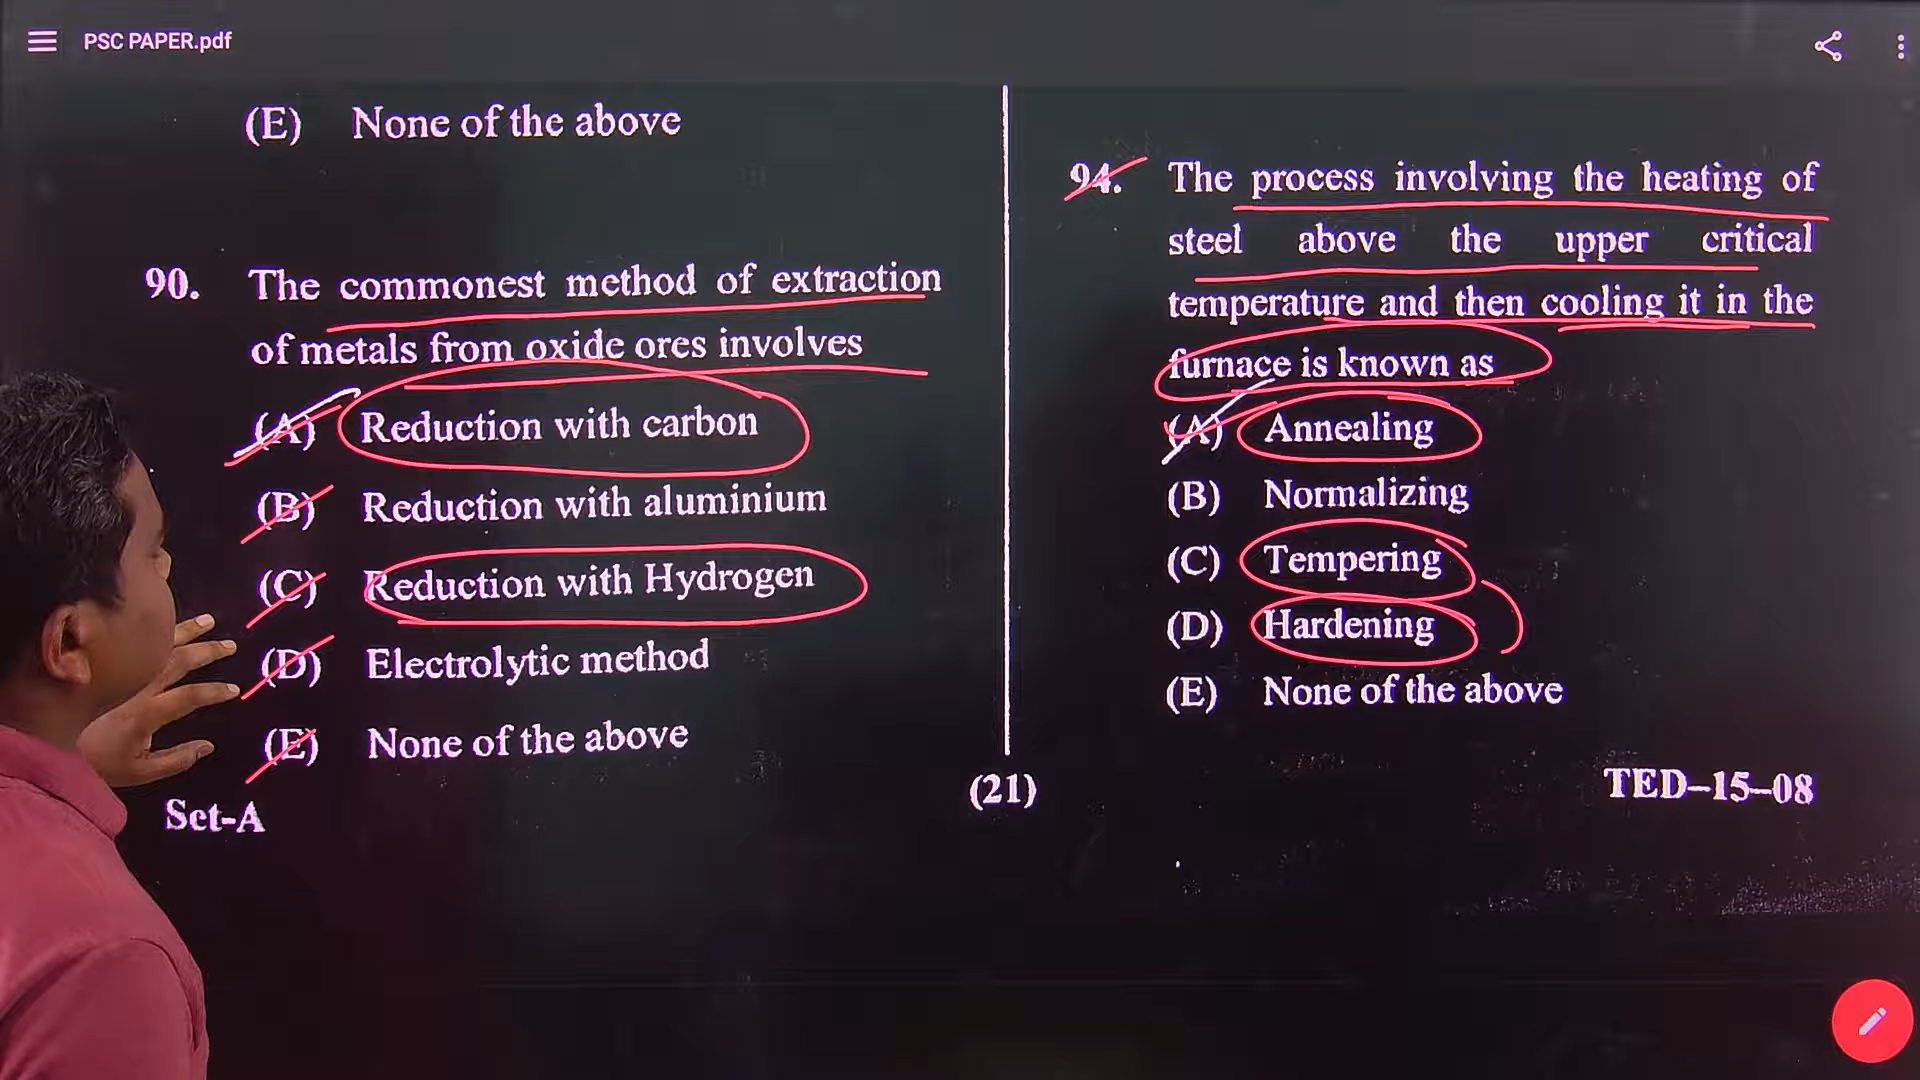 PSC PAPER.pdf
(E) None of the above
90. The commonest method of extraction
of metals from oxide ores involves
(A) Reduction with carbon
(B) Reduction with aluminium
(C) Reduction with Hydrogen
(D) Electrolytic method
(E) None of the above
Set-A
(21)
94. The process involving the heating of
steel above the upper critical
temperature and then cooling it in the
furnace is known as
(A) Annealing
(B) Normalizing
(C) Tempering
(D) Hardening
(E) None of the above
TED–15–08